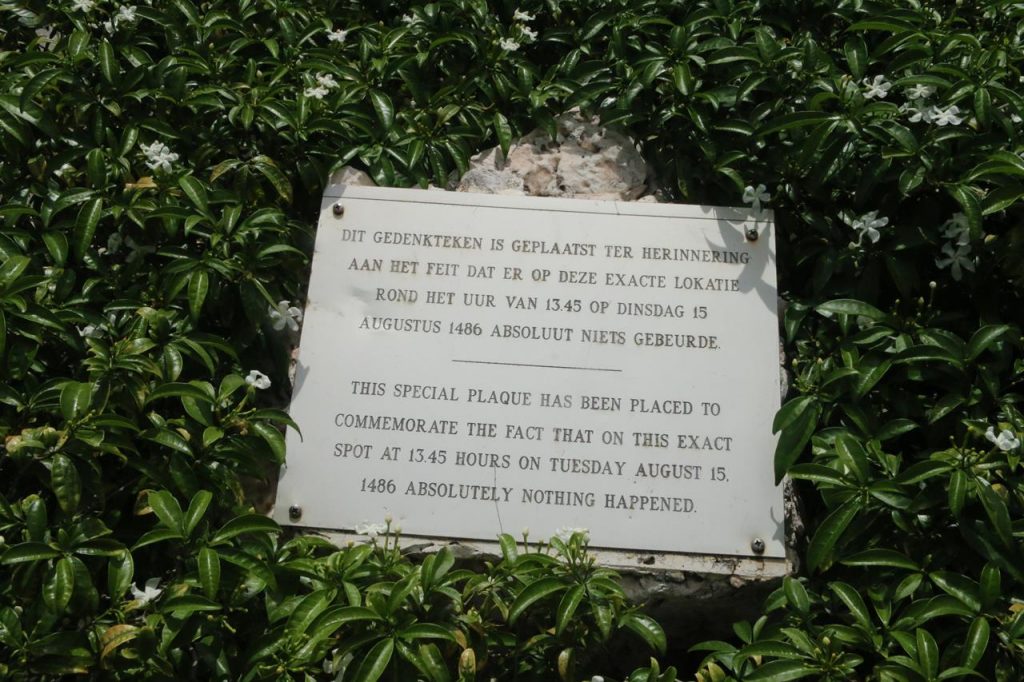 DIT GEDENKTEKEN IS GEPLAATST TER HERINNERING
AAN HET FEIT DAT ER OP DEZE EXACTE LOKATIE
ROND HET UUR VAN 13.45 OP DINSDAG 15
AUGUSTUS 1486 ABSOLUUT NIETS GEBEURDE.
THIS SPECIAL PLAQUE HAS BEEN PLACED TO
COMMEMORATE THE FACT THAT ON THIS EXACT
SPOT AT 13.45 HOURS ON TUESDAY AUGUST 15,
1486 ABSOLUTELY NOTHING HAPPENED.